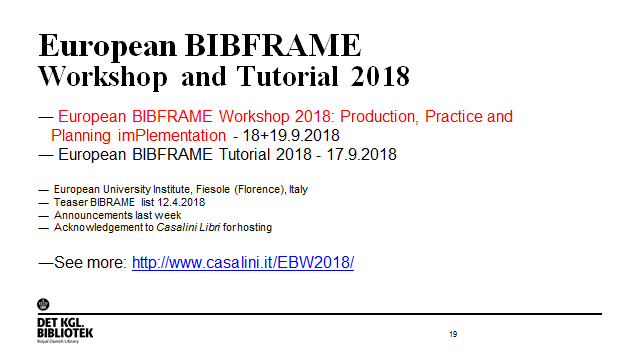 European BIBFRAME
Workshop and Tutorial 2018
— European BIBFRAME Workshop 2018: Production, Practice and
Planning imPlementation - 18+19.9.2018
— European BIBFRAME Tutorial 2018 - 17.9.2018
— European University Institute, Fiesole (Florence), Italy
— Teaser BIBRAME list 12.4.2018
— Announcements last week
— Acknowledgement to Casalini Libri for hosting
—See more: http://www.casalini.it/EBW2018/
DET KGL.
BIBLIOTEK
Royal Danish Library
19